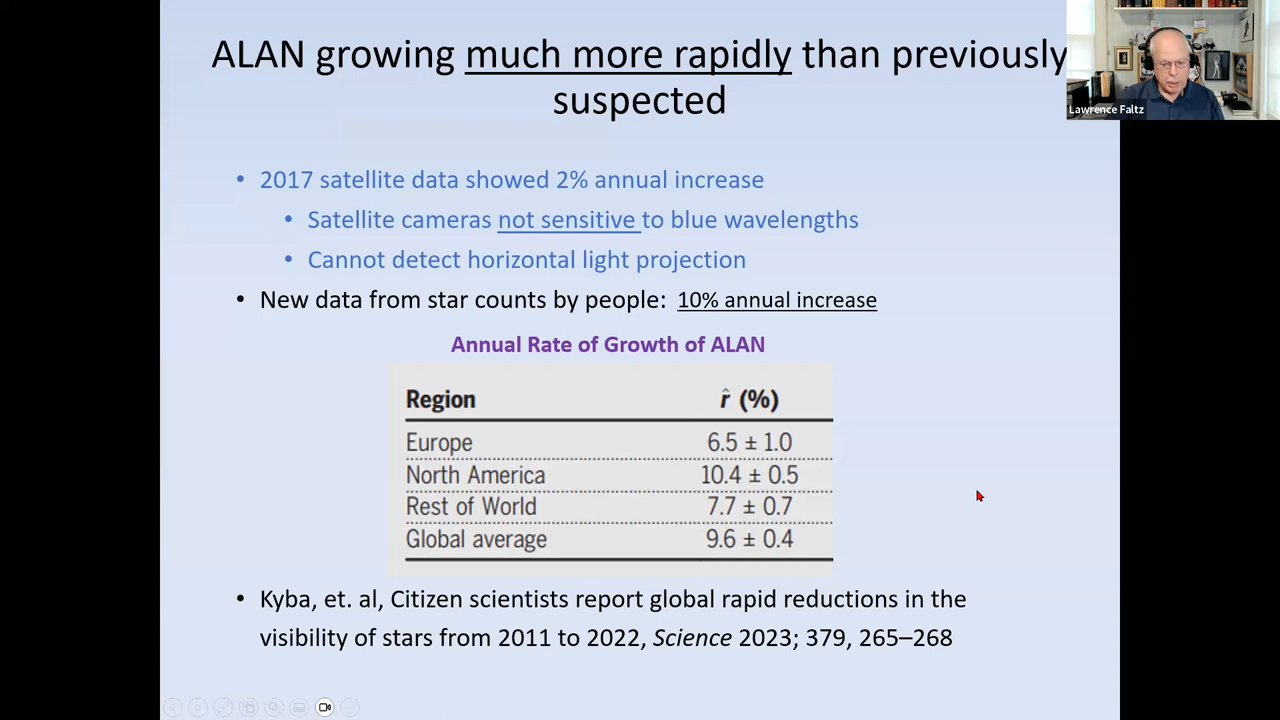 ALAN growing much more rapidly than previously
suspected
Lawrence Faltz
• 2017 satellite data showed 2% annual increase
• Satellite cameras not sensitive to blue wavelengths
• Cannot detect horizontal light projection
• New data from star counts by people: 10% annual increase
Annual Rate of Growth of ALAN
Region r̂ (%)
Europe 6.5 ± 1.0
North America 10.4 ± 0.5
Rest of World 7.7 ± 0.7
Global average 9.6 ± 0.4
• Kyba, et. al, Citizen scientists report global rapid reductions in the
visibility of stars from 2011 to 2022, Science 2023; 379, 265–268